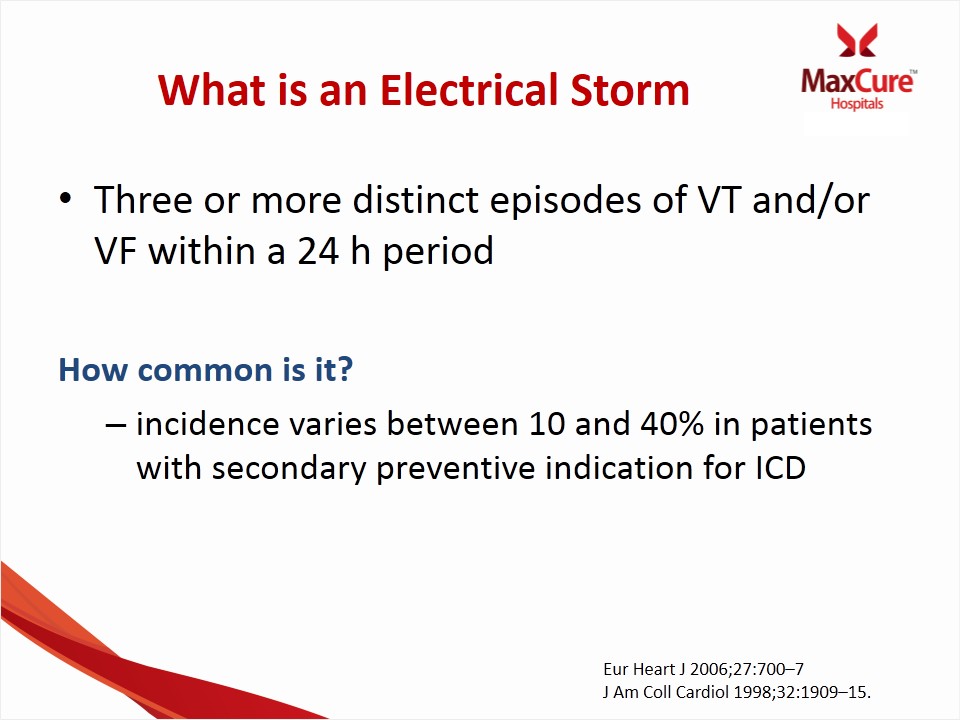 MaxCure™
Hospitals
What is an Electrical Storm
• Three or more distinct episodes of VT and/or
VF within a 24 h period
How common is it?
– incidence varies between 10 and 40% in patients
with secondary preventive indication for ICD
Eur Heart J 2006;27:700–7
J Am Coll Cardiol 1998;32:1909–15.